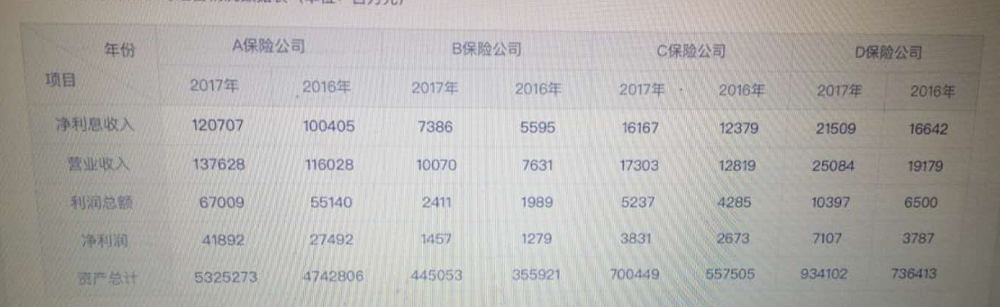 年份 A保险公司 B保险公司 C保险公司 D保险公司
项目 2017年 2016年 2017年 2016年 2017年 2016年 2017年 2016年
净利息收入 120707 100405 7386 5595 16167 12379 21509 16642
营业收入 137628 116028 10070 7631 17303 12819 25084 19179
利润总额 67009 55140 2411 1989 5237 4285 10397 6500
净利润 41892 27492 1457 1279 3831 2673 7107 3787
资产总计 5325273 4742806 445053 355921 700449 557505 934102 736413